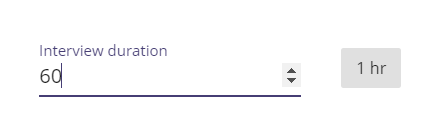 Interview duration
60
1 hr